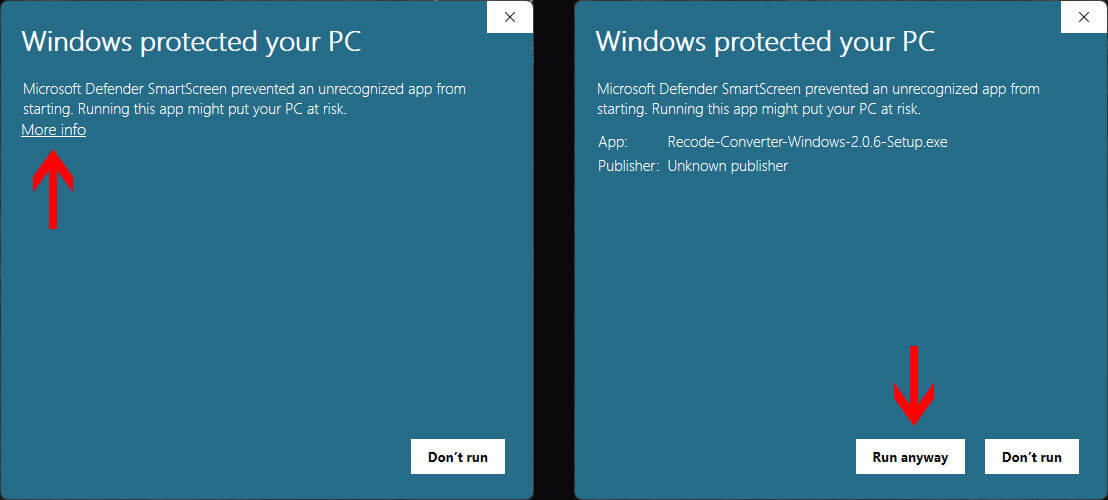 Windows protected your PC
Microsoft Defender SmartScreen prevented an unrecognized app from
starting. Running this app might put your PC at risk.
More info
Don’t run
Windows protected your PC
Microsoft Defender SmartScreen prevented an unrecognized app from
starting. Running this app might put your PC at risk.
App: Recode-Converter-Windows-2.0.6-Setup.exe
Publisher: Unknown publisher
Run anyway Don’t run